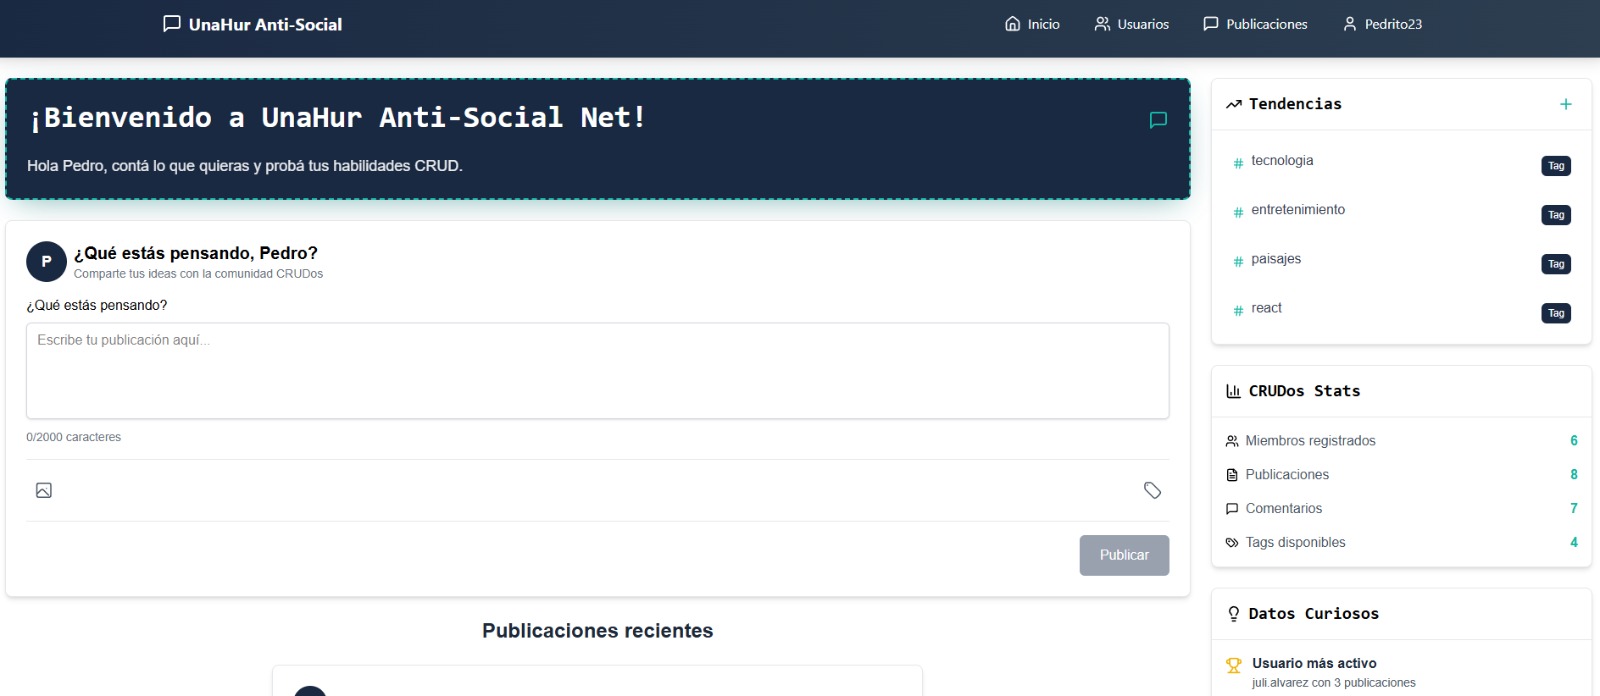 UnaHur Anti-Social
Inicio
Usuarios
Publicaciones
Pedrito23
¡Bienvenido a UnaHur Anti-Social Net!
Hola Pedro, contá lo que quieras y probá tus habilidades CRUD.
P
¿Qué estás pensando, Pedro?
Comparte tus ideas con la comunidad CRUDos
¿Qué estás pensando?
Escribe tu publicación aquí...
0/2000 caracteres
Publicar
Publicaciones recientes
Tendencias
+
# tecnologia Tag
# entretenimiento Tag
# paisajes Tag
# react Tag
CRUDos Stats
Miembros registrados 6
Publicaciones 8
Comentarios 7
Tags disponibles 4
Datos Curiosos
Usuario más activo
juli.alvarez con 3 publicaciones